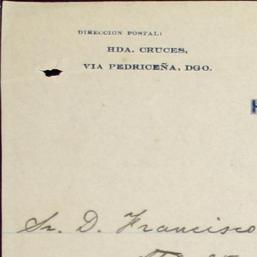 DIRECCION POSTAL:
HDA. CRUCES,
VIA PEDRICEÑA, DGO.
Sr. D. Francisco